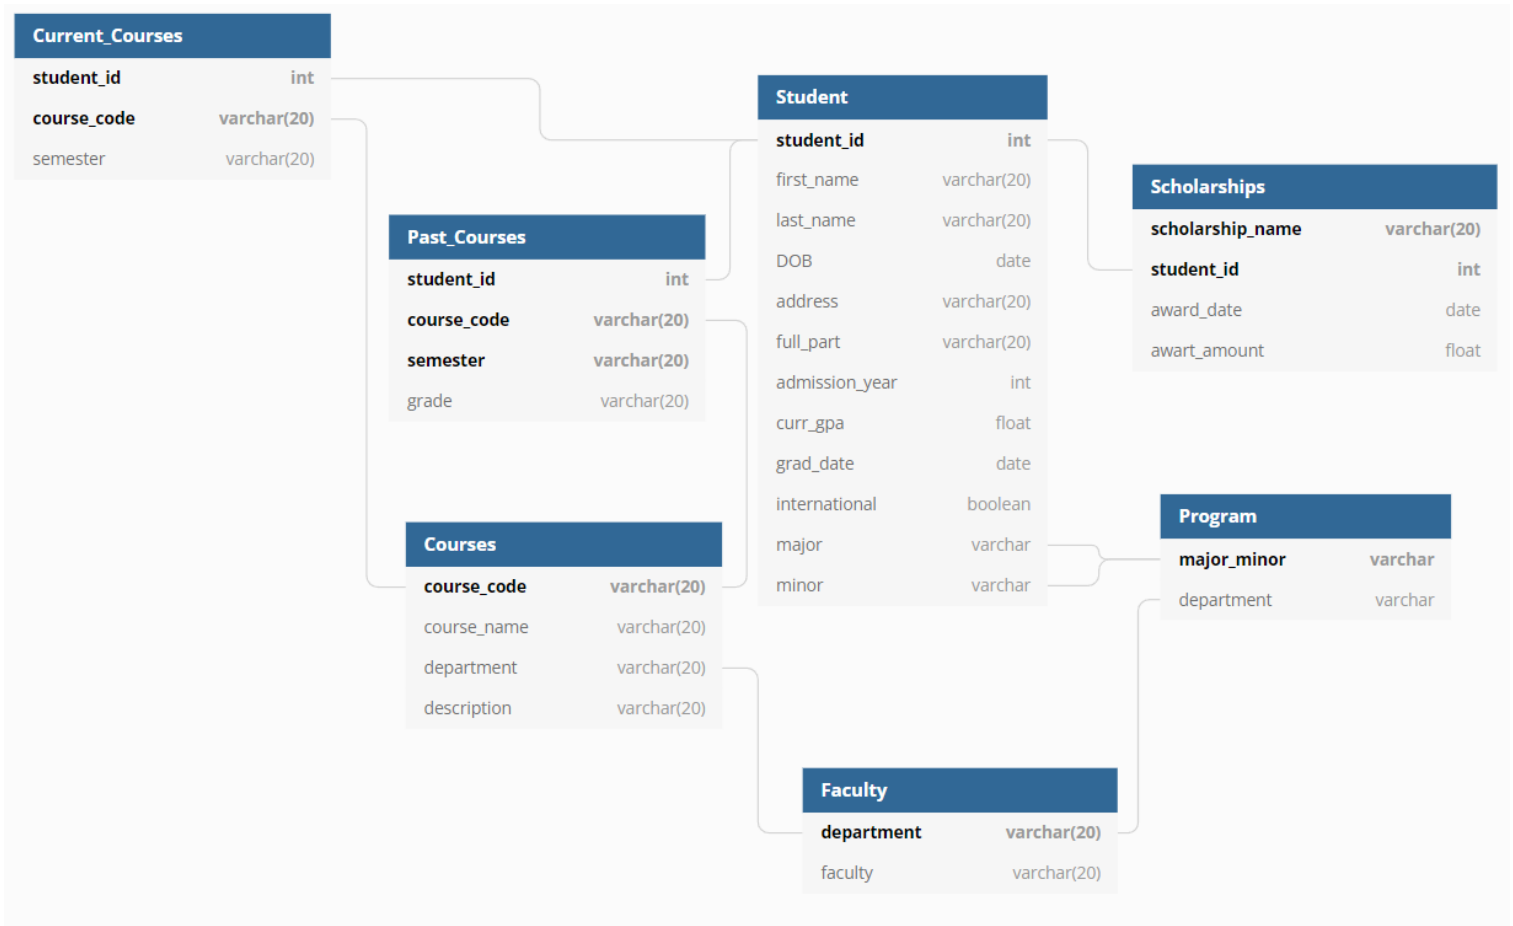 Current_Courses
student_id int
course_code varchar(20)
semester varchar(20)
Past_Courses
student_id int
course_code varchar(20)
semester varchar(20)
grade varchar(20)
Courses
course_code varchar(20)
course_name varchar(20)
department varchar(20)
description varchar(20)
Student
student_id int
first_name varchar(20)
last_name varchar(20)
DOB date
address varchar(20)
full_part varchar(20)
admission_year int
curr_gpa float
grad_date date
international boolean
major varchar
minor varchar
Scholarships
scholarship_name varchar(20)
student_id int
award_date date
awart_amount float
Program
major_minor varchar
department varchar
Faculty
department varchar(20)
faculty varchar(20)